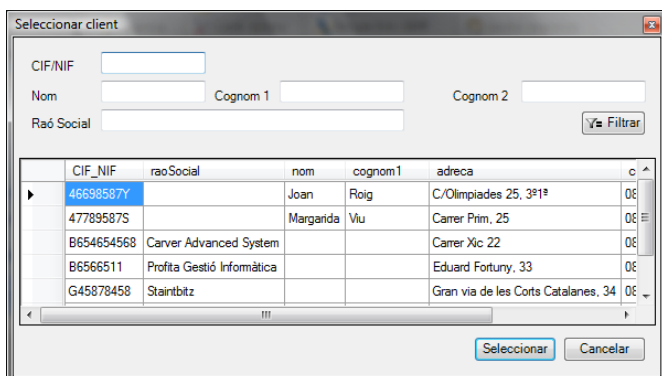 Seleccionar client
CIF/NIF
Nom Cognom 1 Cognom 2
Raó Social Filtrar
CIF_NIF raoSocial nom cognom1 adreca c
46698587Y Joan Roig C/Olimpiades 25, 3º1ª 08
47789587S Margarida Viu Carrer Prim, 25 08
B654654568 Carver Advanced System Carrer Xic 22 08
B6566511 Profita Gestió Informàtica Eduard Fortuny, 33 08
G45878458 Staintbitz Gran via de les Corts Catalanes, 34 08
Seleccionar Cancelar